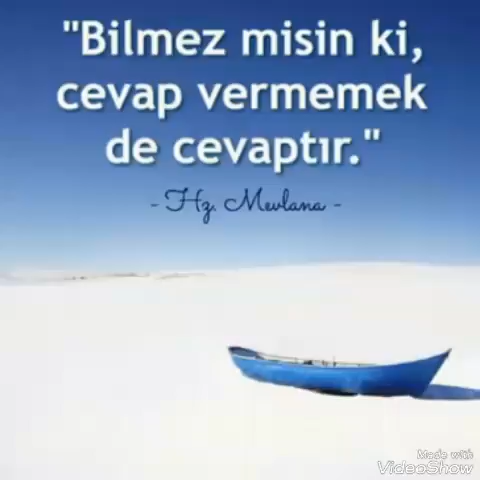 "Bilmez misin ki,
cevap vermemek
de cevaptır."
- Hz. Mevlana -
Made with
VideoShow